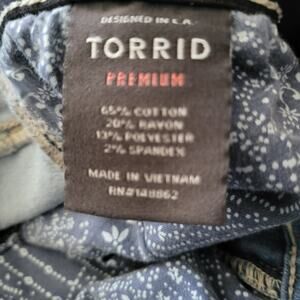 DESIGNED IN L.A.
TORRID
PREMIUM
65% COTTON
20% RAYON
13% POLYESTER
2% SPANDEX
MADE IN VIETNAM
RN#148862